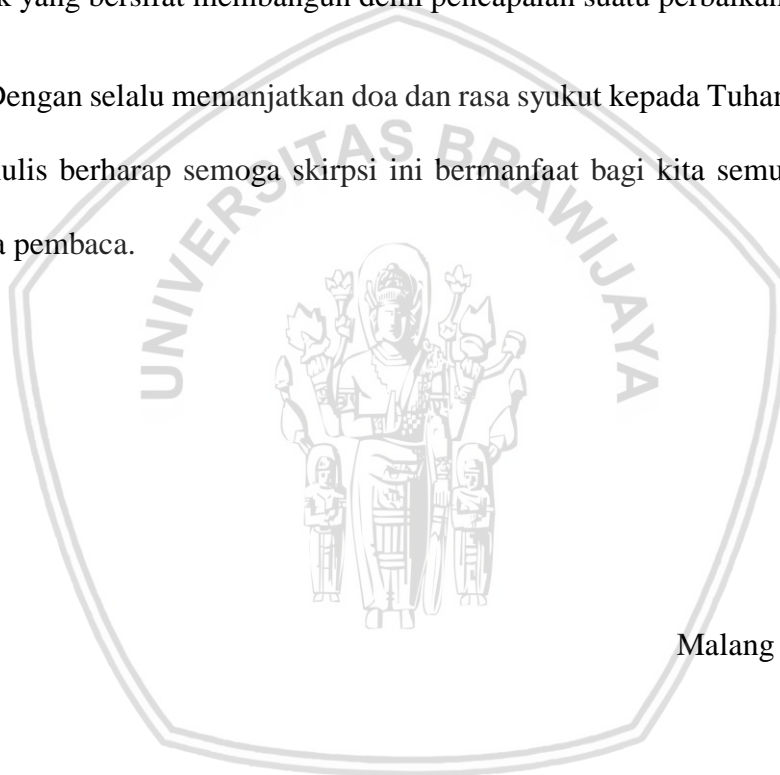 yang bersifat membangun demi pencapaian suatu perbaikan
Dengan selalu memanjatkan doa dan rasa syukut kepada Tuhan
ulis berharap semoga skirpsi ini bermanfaat bagi kita semu
a pembaca.
UNIVERSITAS BRAWIJAYA
Malang